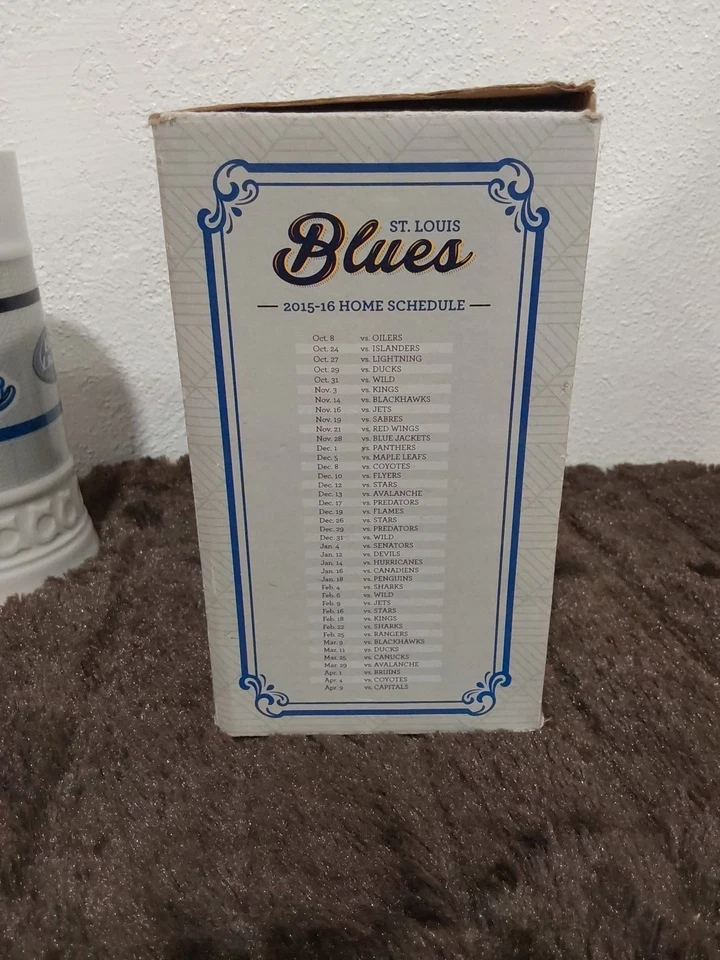 ST. LOUIS
Blues
2015-16 HOME SCHEDULE
Oct. 8 vs. OILERS
Oct. 24 vs. ISLANDERS
Oct. 27 vs. LIGHTNING
Oct. 29 vs. DUCKS
Oct. 31 vs. WILD
Nov. 3 vs. KINGS
Nov. 14 vs. BLACKHAWKS
Nov. 16 vs. JETS
Nov. 19 vs. SABRES
Nov. 21 vs. RED WINGS
Nov. 28 vs. BLUE JACKETS
Dec. 1 vs. PANTHERS
Dec. 5 vs. MAPLE LEAFS
Dec. 8 vs. COYOTES
Dec. 10 vs. FLYERS
Dec. 12 vs. STARS
Dec. 13 vs. AVALANCHE
Dec. 17 vs. PREDATORS
Dec. 19 vs. FLAMES
Dec. 26 vs. STARS
Dec. 29 vs. PREDATORS
Dec. 31 vs. WILD
Jan. 4 vs. SENATORS
Jan. 12 vs. DEVILS
Jan. 14 vs. HURRICANES
Jan. 16 vs. CANADIENS
Jan. 18 vs. PENGUINS
Feb. 4 vs. SHARKS
Feb. 6 vs. WILD
Feb. 9 vs. JETS
Feb. 16 vs. STARS
Feb. 18 vs. KINGS
Feb. 22 vs. SHARKS
Feb. 25 vs. RANGERS
Mar. 9 vs. BLACKHAWKS
Mar. 11 vs. DUCKS
Mar. 25 vs. CANUCKS
Mar. 29 vs. AVALANCHE
Apr. 1 vs. BRUINS
Apr. 4 vs. COYOTES
Apr. 9 vs. CAPITALS